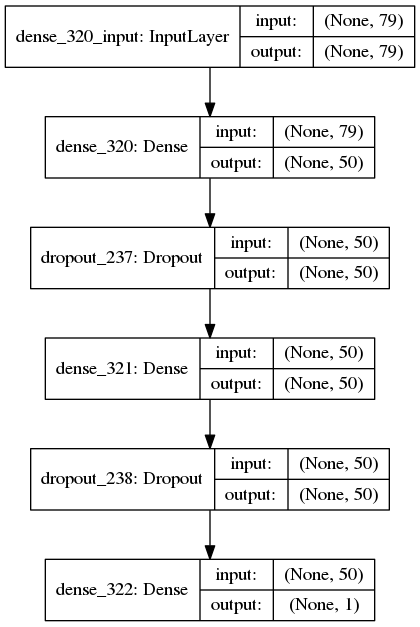 dense_320_input: InputLayer input: (None, 79)
output: (None, 79)
dense_320: Dense input: (None, 79)
output: (None, 50)
dropout_237: Dropout input: (None, 50)
output: (None, 50)
dense_321: Dense input: (None, 50)
output: (None, 50)
dropout_238: Dropout input: (None, 50)
output: (None, 50)
dense_322: Dense input: (None, 50)
output: (None, 1)